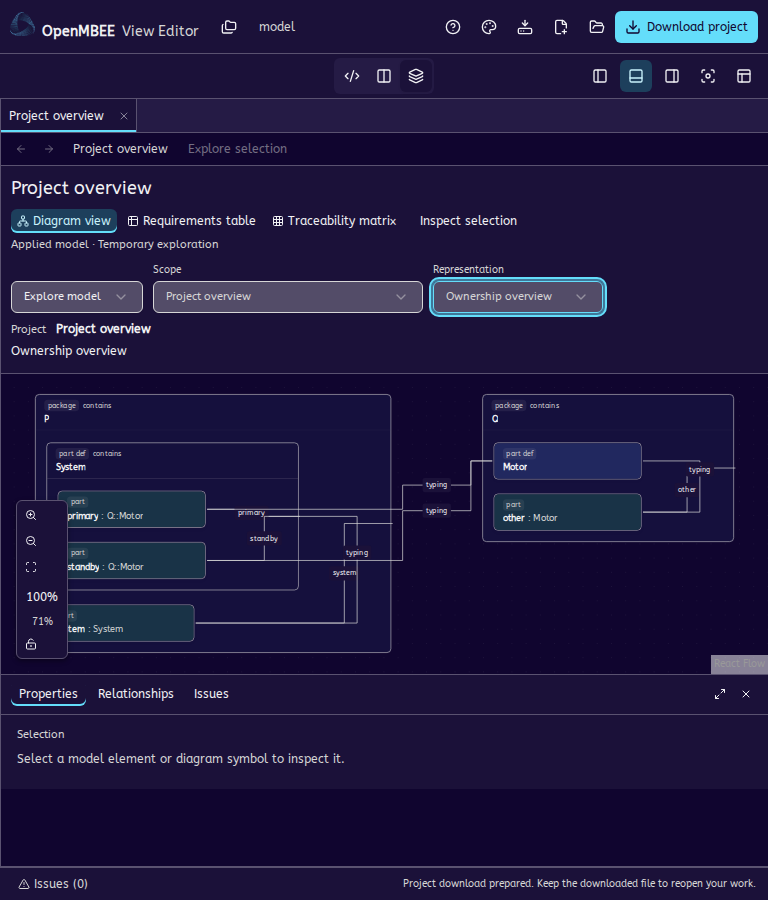 OpenMBEE View Editor model Download project
Project overview
Project overview Explore selection
Project overview
Diagram view Requirements table Traceability matrix Inspect selection
Applied model · Temporary exploration
Scope Representation
Explore model Project overview Ownership overview
Project Project overview
Ownership overview
package contains
P
package contains
Q
part def contains
System
part def
Motor
typing
typing
typing
other
part
primary : Q::Motor
primary
part
other : Motor
standby
part
standby : Q::Motor
typing
system
100%
71%
rt
tem : System
React Flow
Properties Relationships Issues
Selection
Select a model element or diagram symbol to inspect it.
Issues (0) Project download prepared. Keep the downloaded file to reopen your work.